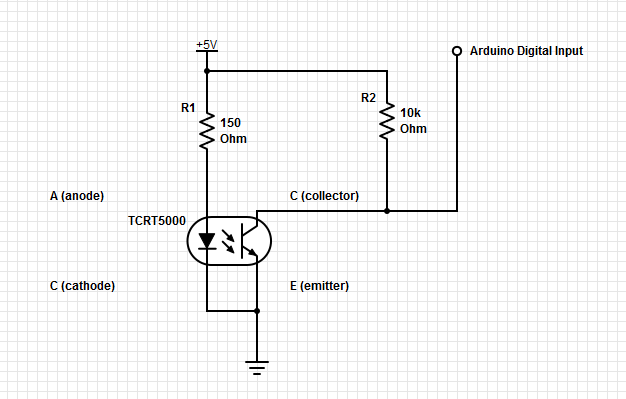 +5V
Arduino Digital Input
R1
150
Ohm
R2
10k
Ohm
A (anode)
C (collector)
TCRT5000
C (cathode)
E (emitter)